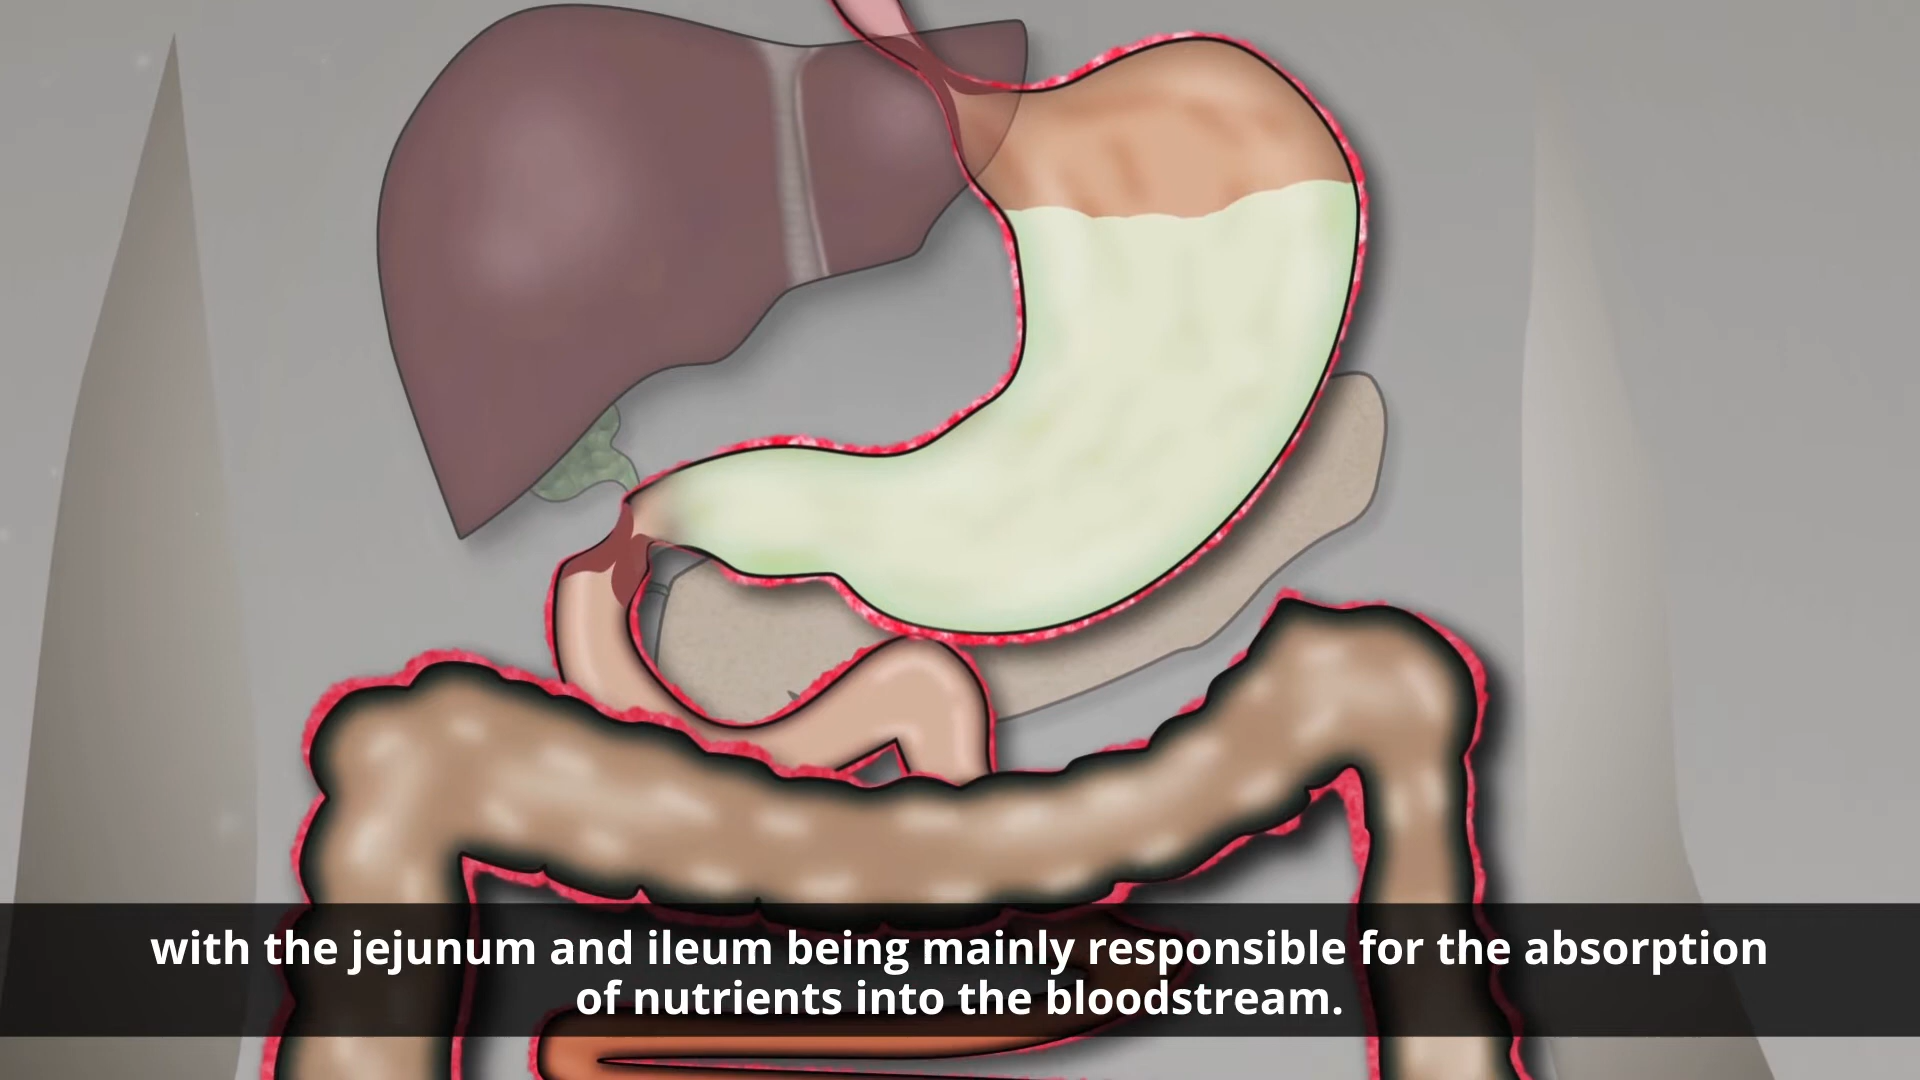 with the jejunum and ileum being mainly responsible for the absorption
of nutrients into the bloodstream.